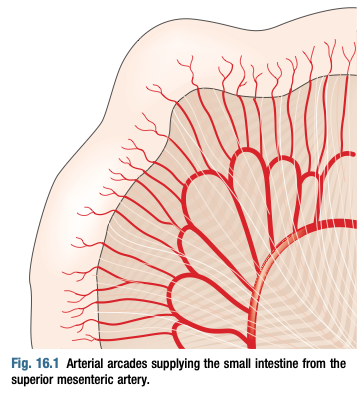 Fig. 16.1 Arterial arcades supplying the small intestine from the
superior mesenteric artery.